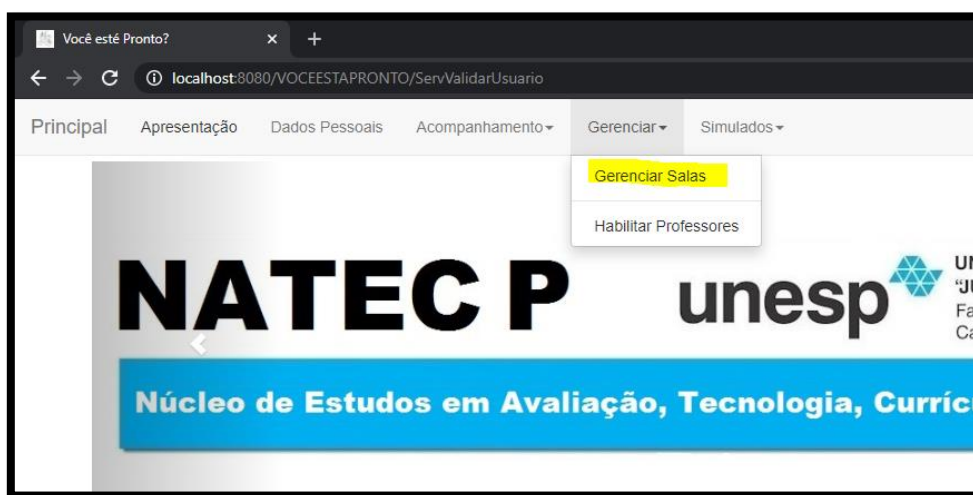 Você esté Pronto?
localhost:8080/VOCEESTAPRONTO/ServValidarUsuario
Principal Apresentação Dados Pessoais Acompanhamento Gerenciar Simulados
Gerenciar Salas
Habilitar Professores
NATEC P
unesp
Núcleo de Estudos em Avaliação, Tecnologia,